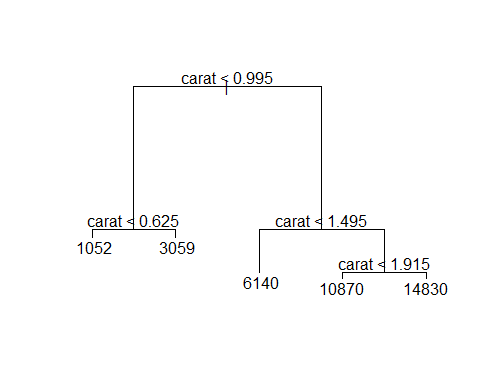 carat < 0.995
carat < 0.625
carat < 1.495
1052
3059
carat < 1.915
6140
10870
14830